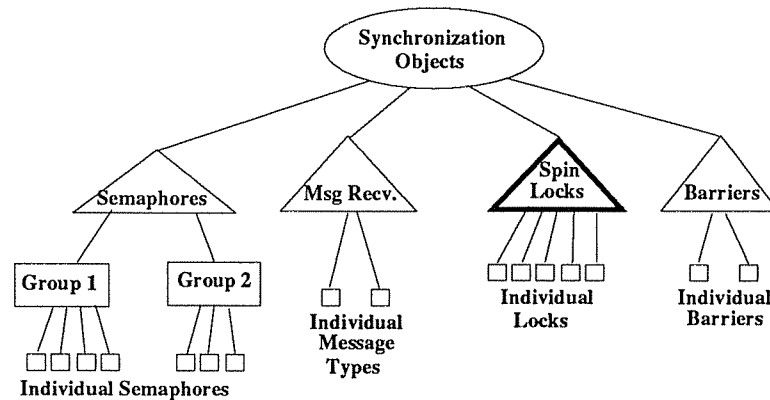 Synchronization
Objects
Semaphores
Msg Recv.
Spin
Locks
Barriers
Group 1
Group 2
Individual
Message
Types
Individual
Locks
Individual
Barriers
Individual Semaphores